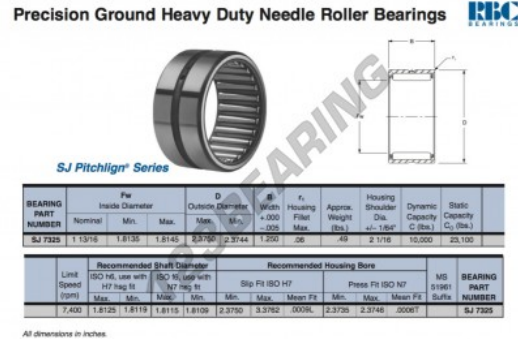 Precision Ground Heavy Duty Needle Roller Bearings
RBC
BEARINGS
B
r₁
Fw
D
SJ Pitchlign® Series
123BEARING
BEARING PART NUMBER
Fw Inside Diameter
D Outside Diameter
B Width +.000 -.005
r₁ Housing Fillet Max.
Approx. Weight (lbs.)
Housing Shoulder Dia. +/- 1/64"
Dynamic Capacity C (lbs.)
Static Capacity C₀ (lbs.)
Nominal Min. Max. Max. Min.
SJ 7325 1 13/16 1.8135 1.8145 2.3750 2.3744 1.250 .06 .49 2 1/16 10,000 23,100
Limit Speed (rpm)
Recommended Shaft Diameter
Recommended Housing Bore
MS 51961 Suffix
BEARING PART NUMBER
ISO h6, use with H7 hsg fit
ISO f6, use with N7 hsg fit
Slip Fit ISO H7
Press Fit ISO N7
Max. Min. Max. Min. Min. Max. Mean Fit Min. Max. Mean Fit
7,400 1.8125 1.8119 1.8115 1.8109 2.3750 3.3762 .0009L 2.3735 2.3746 .0006T SJ 7325
All dimensions in inches.